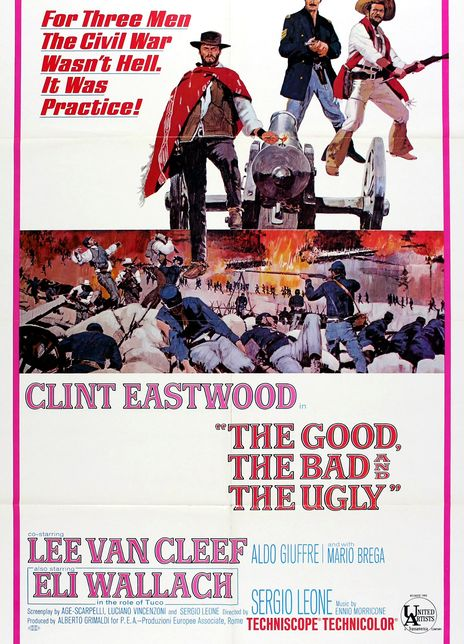 For Three Men
The Civil War
Wasn't Hell.
It Was
Practice!
CLINT EASTWOOD in
"THE GOOD,
THE BAD AND
THE UGLY"
co-starring
LEE VAN CLEEF ALDO GIUFFRE and with MARIO BREGA
also starring
ELI WALLACH
in the role of Tuco
Screenplay by AGE-SCARPELLI, LUCIANO VINCENZONI and SERGIO LEONE Directed by SERGIO LEONE Music by ENNIO MORRICONE
Produced by ALBERTO GRIMALDI for P.E.A.–Produzioni Europee Associate, Rome TECHNISCOPE TECHNICOLOR
UNITED
ARTISTS